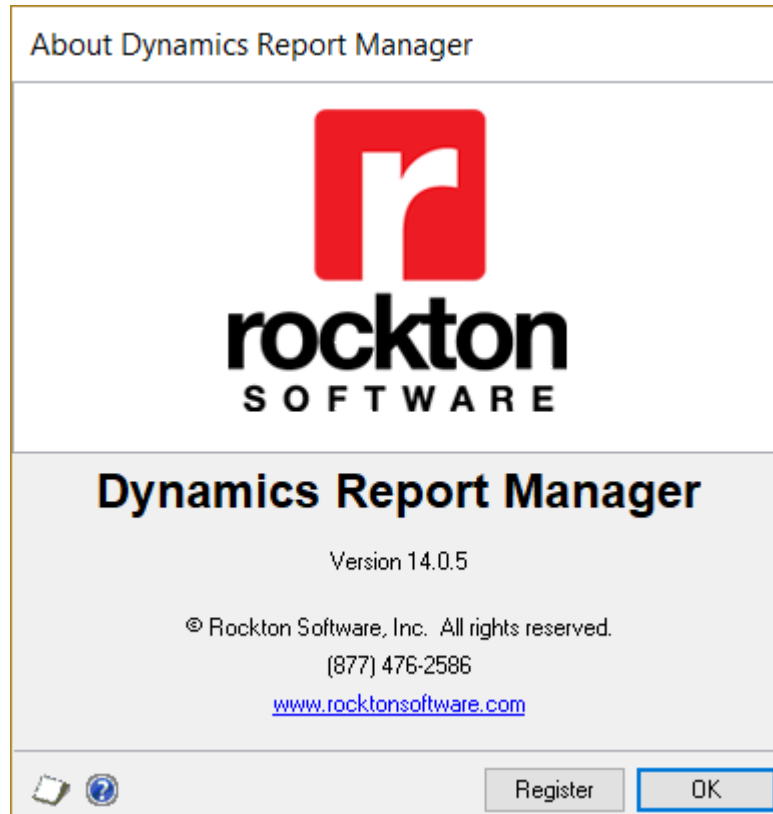 About Dynamics Report Manager
r
rockton
SOFTWARE
Dynamics Report Manager
Version 14.0.5
© Rockton Software, Inc.  All rights reserved.
(877) 476-2586
www.rocktonsoftware.com
Register
OK